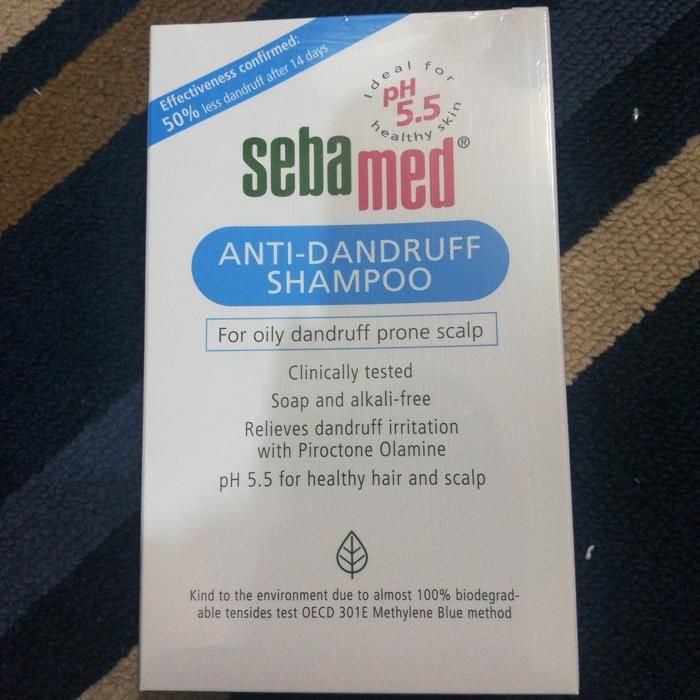 Effectiveness confirmed:
50% less dandruff after 14 days
Ideal for
pH
5.5
healthy skin
sebamed®
ANTI-DANDRUFF
SHAMPOO
For oily dandruff prone scalp
Clinically tested
Soap and alkali-free
Relieves dandruff irritation
with Piroctone Olamine
pH 5.5 for healthy hair and scalp
Kind to the environment due to almost 100% biodegrad-
able tensides test OECD 301E Methylene Blue method